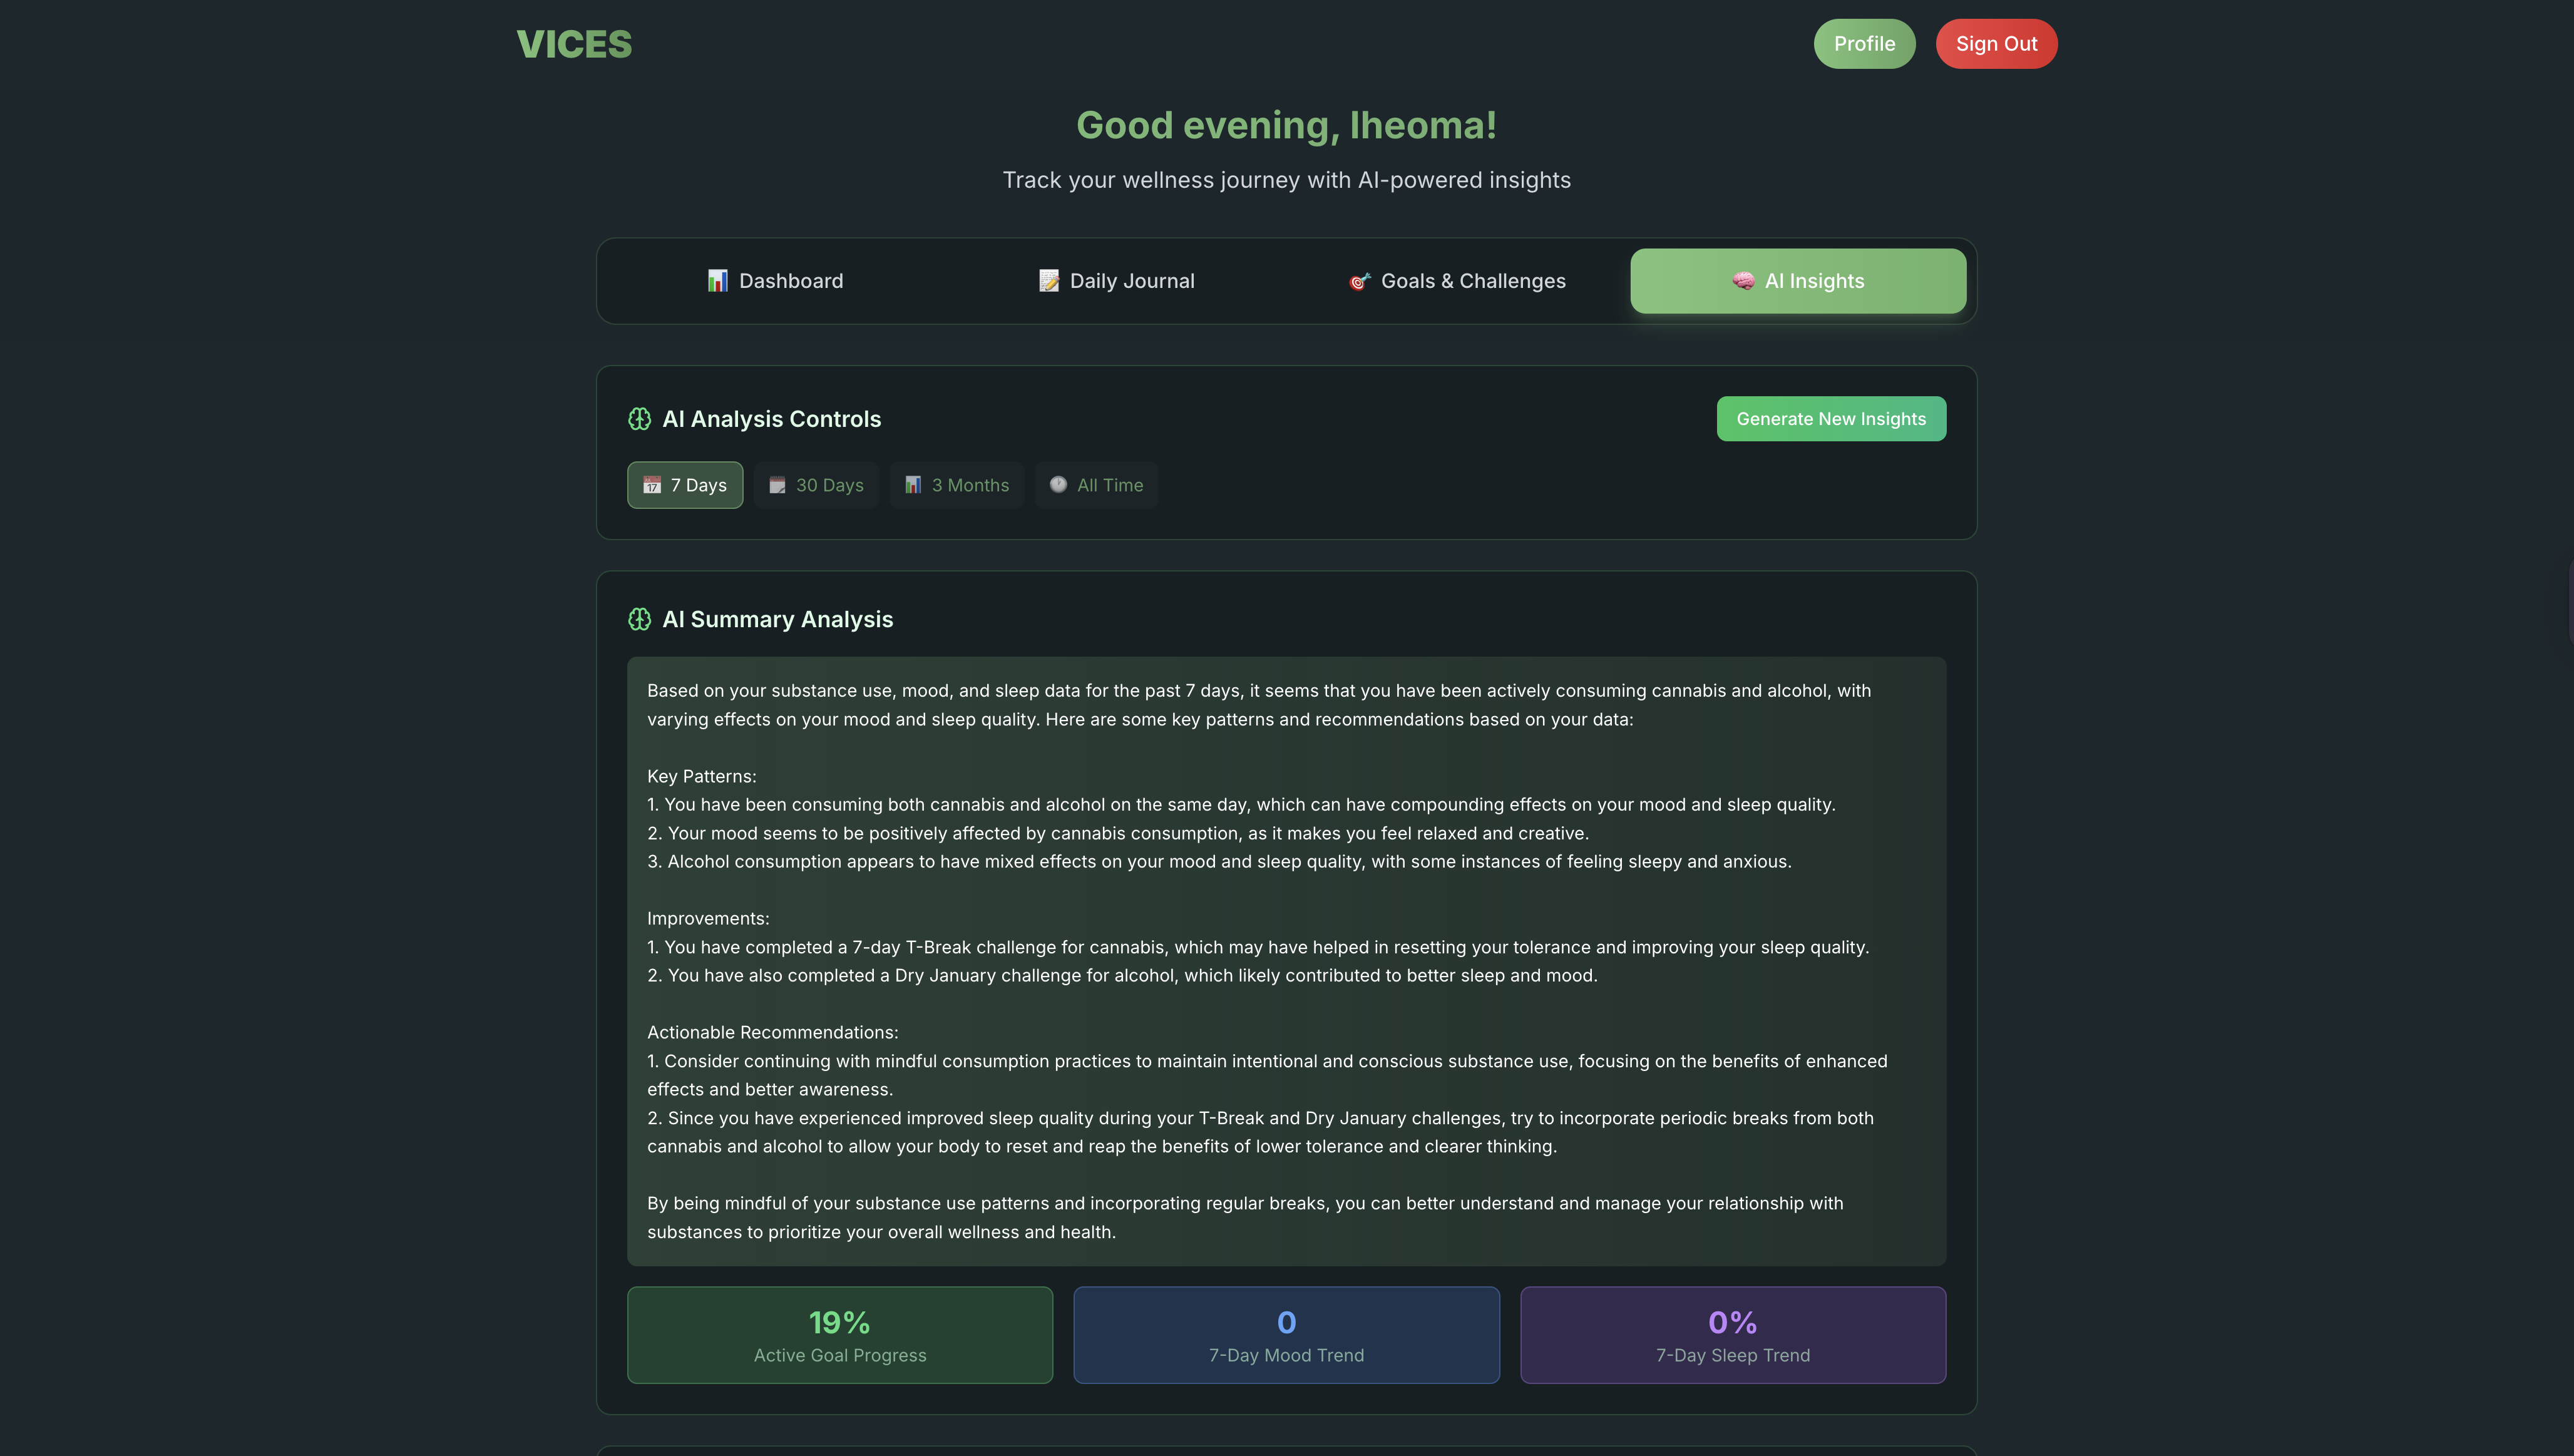 VICES
Profile
Sign Out
Good evening, Iheoma!
Track your wellness journey with AI-powered insights
Dashboard
Daily Journal
Goals & Challenges
AI Insights
AI Analysis Controls
Generate New Insights
17
7 Days
30 Days
3 Months
All Time
AI Summary Analysis
Based on your substance use, mood, and sleep data for the past 7 days, it seems that you have been actively consuming cannabis and alcohol, with
varying effects on your mood and sleep quality. Here are some key patterns and recommendations based on your data:
Key Patterns:
1. You have been consuming both cannabis and alcohol on the same day, which can have compounding effects on your mood and sleep quality.
2. Your mood seems to be positively affected by cannabis consumption, as it makes you feel relaxed and creative.
3. Alcohol consumption appears to have mixed effects on your mood and sleep quality, with some instances of feeling sleepy and anxious.
Improvements:
1. You have completed a 7-day T-Break challenge for cannabis, which may have helped in resetting your tolerance and improving your sleep quality.
2. You have also completed a Dry January challenge for alcohol, which likely contributed to better sleep and mood.
Actionable Recommendations:
1. Consider continuing with mindful consumption practices to maintain intentional and conscious substance use, focusing on the benefits of enhanced
effects and better awareness.
2. Since you have experienced improved sleep quality during your T-Break and Dry January challenges, try to incorporate periodic breaks from both
cannabis and alcohol to allow your body to reset and reap the benefits of lower tolerance and clearer thinking.
By being mindful of your substance use patterns and incorporating regular breaks, you can better understand and manage your relationship with
substances to prioritize your overall wellness and health.
19%
Active Goal Progress
0
7-Day Mood Trend
0%
7-Day Sleep Trend